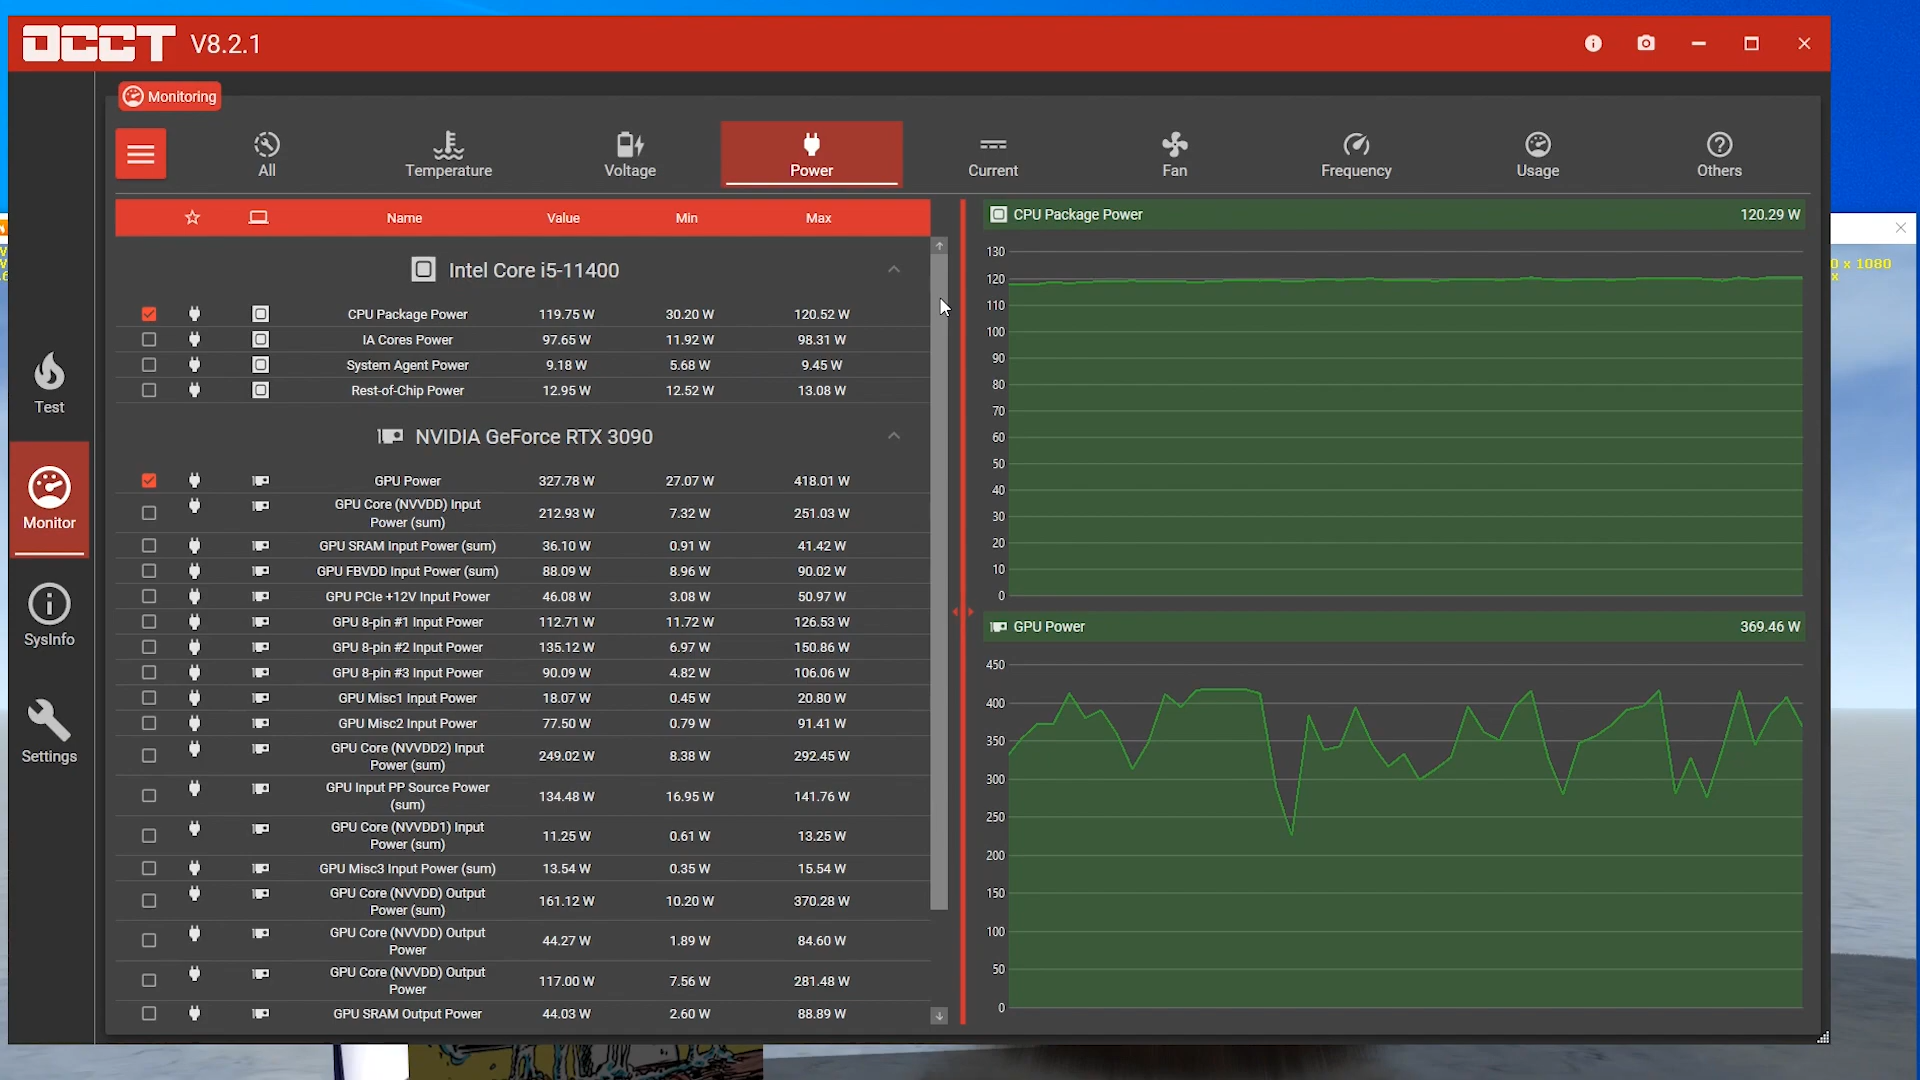 OCCT V8.2.1
Monitoring
All
Temperature
Voltage
Power
Current
Fan
Frequency
Usage
Others
Test
Monitor
SysInfo
Settings
Name Value Min Max
Intel Core i5-11400
CPU Package Power 119.75 W 30.20 W 120.52 W
IA Cores Power 97.65 W 11.92 W 98.31 W
System Agent Power 9.18 W 5.68 W 9.45 W
Rest-of-Chip Power 12.95 W 12.52 W 13.08 W
NVIDIA GeForce RTX 3090
GPU Power 327.78 W 27.07 W 418.01 W
GPU Core (NVVDD) Input
Power (sum) 212.93 W 7.32 W 251.03 W
GPU SRAM Input Power (sum) 36.10 W 0.91 W 41.42 W
GPU FBVDD Input Power (sum) 88.09 W 8.96 W 90.02 W
GPU PCIe +12V Input Power 46.08 W 3.08 W 50.97 W
GPU 8-pin #1 Input Power 112.71 W 11.72 W 126.53 W
GPU 8-pin #2 Input Power 135.12 W 6.97 W 150.86 W
GPU 8-pin #3 Input Power 90.09 W 4.82 W 106.06 W
GPU Misc1 Input Power 18.07 W 0.45 W 20.80 W
GPU Misc2 Input Power 77.50 W 0.79 W 91.41 W
GPU Core (NVVDD2) Input
Power (sum) 249.02 W 8.38 W 292.45 W
GPU Input PP Source Power
(sum) 134.48 W 16.95 W 141.76 W
GPU Core (NVVDD1) Input
Power (sum) 11.25 W 0.61 W 13.25 W
GPU Misc3 Input Power (sum) 13.54 W 0.35 W 15.54 W
GPU Core (NVVDD) Output
Power (sum) 161.12 W 10.20 W 370.28 W
GPU Core (NVVDD) Output
Power 44.27 W 1.89 W 84.60 W
GPU Core (NVVDD) Output
Power 117.00 W 7.56 W 281.48 W
GPU SRAM Output Power 44.03 W 2.60 W 88.89 W
CPU Package Power 120.29 W
130
120
110
100
90
80
70
60
50
40
30
20
10
0
GPU Power 369.46 W
450
400
350
300
250
200
150
100
50
0
x 1080